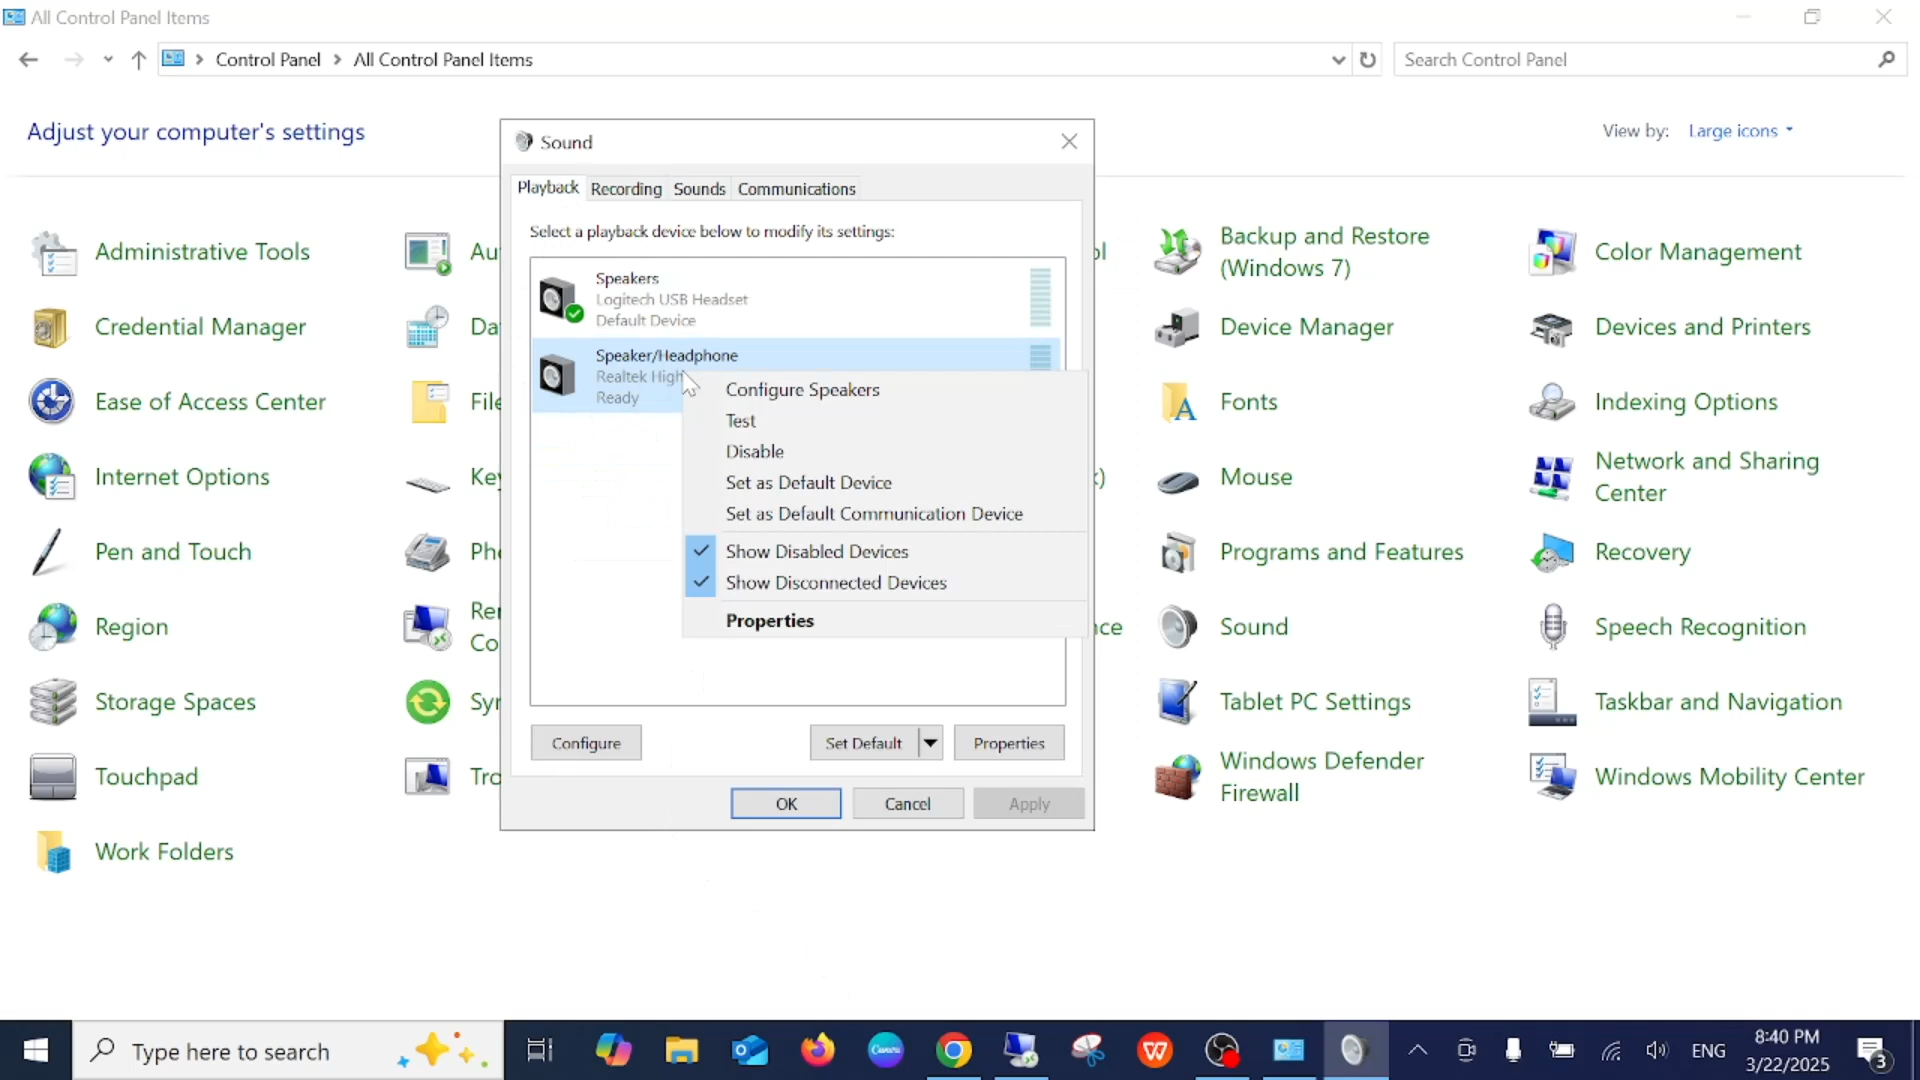 All Control Panel Items
Control Panel
All Control Panel Items
Search Control Panel
Adjust your computer's settings
View by:
Large icons
Administrative Tools
Au
ol
Backup and Restore
(Windows 7)
Color Management
Credential Manager
Da
Device Manager
Devices and Printers
Ease of Access Center
File
Fonts
Indexing Options
Internet Options
Key
Mouse
Network and Sharing
Center
Pen and Touch
Pho
Programs and Features
Recovery
Region
Rem
Co
nce
Sound
Speech Recognition
Storage Spaces
Syn
Tablet PC Settings
Taskbar and Navigation
Touchpad
Tro
Windows Defender
Firewall
Windows Mobility Center
Work Folders
Sound
Playback
Recording
Sounds
Communications
Select a playback device below to modify its settings:
Speakers
Logitech USB Headset
Default Device
Speaker/Headphone
Realtek High
Ready
Configure Speakers
Test
Disable
Set as Default Device
Set as Default Communication Device
Show Disabled Devices
Show Disconnected Devices
Properties
Configure
Set Default
Properties
OK
Cancel
Apply
Type here to search
Canva
ENG
8:40 PM
3/22/2025
3